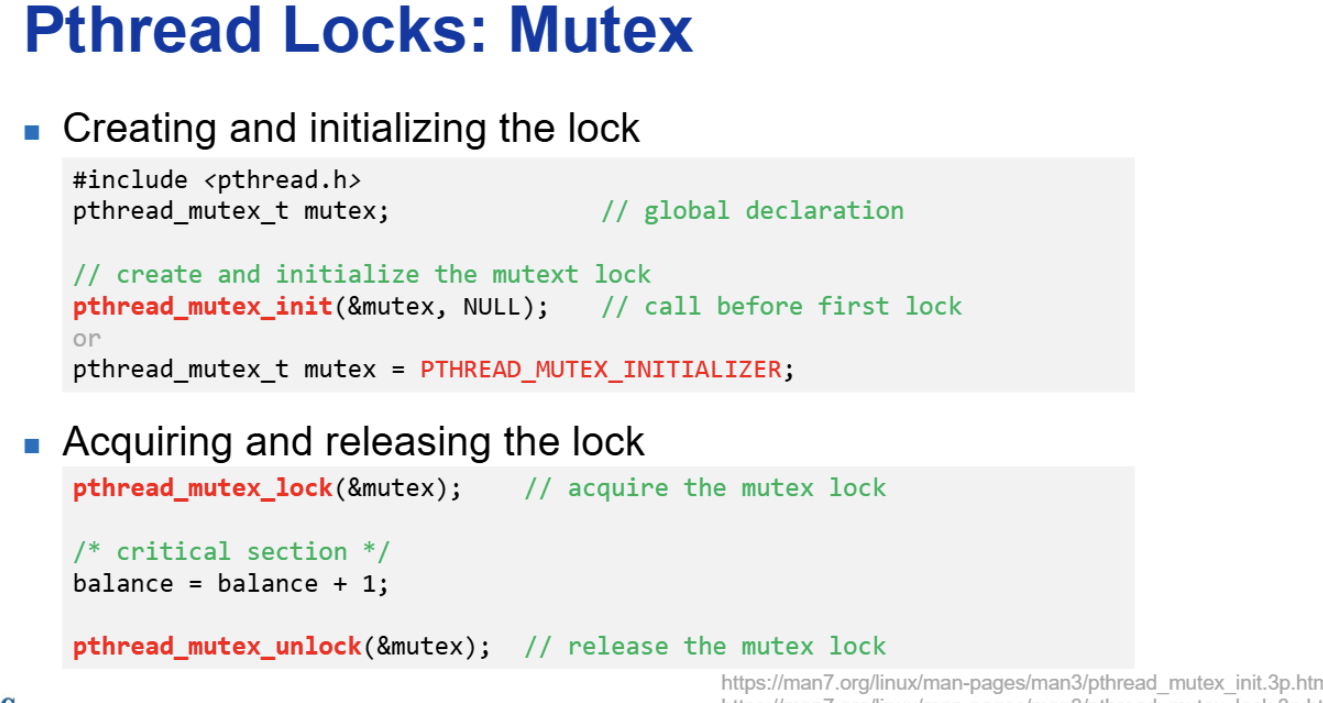 Pthread Locks: Mutex
Creating and initializing the lock
#include <pthread.h>
pthread_mutex_t mutex; // global declaration
// create and initialize the mutext lock
pthread_mutex_init(&mutex, NULL); // call before first lock
or
pthread_mutex_t mutex = PTHREAD_MUTEX_INITIALIZER;
Acquiring and releasing the lock
pthread_mutex_lock(&mutex); // acquire the mutex lock
/* critical section */
balance = balance + 1;
pthread_mutex_unlock(&mutex); // release the mutex lock
https://man7.org/linux/man-pages/man3/pthread_mutex_init.3p.htm